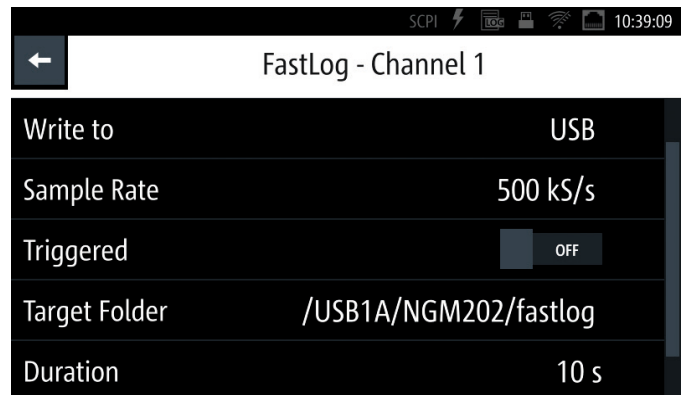 SCPI LOG 10:39:09
FastLog - Channel 1
Write to USB
Sample Rate 500 kS/s
Triggered OFF
Target Folder /USB1A/NGM202/fastlog
Duration 10 s